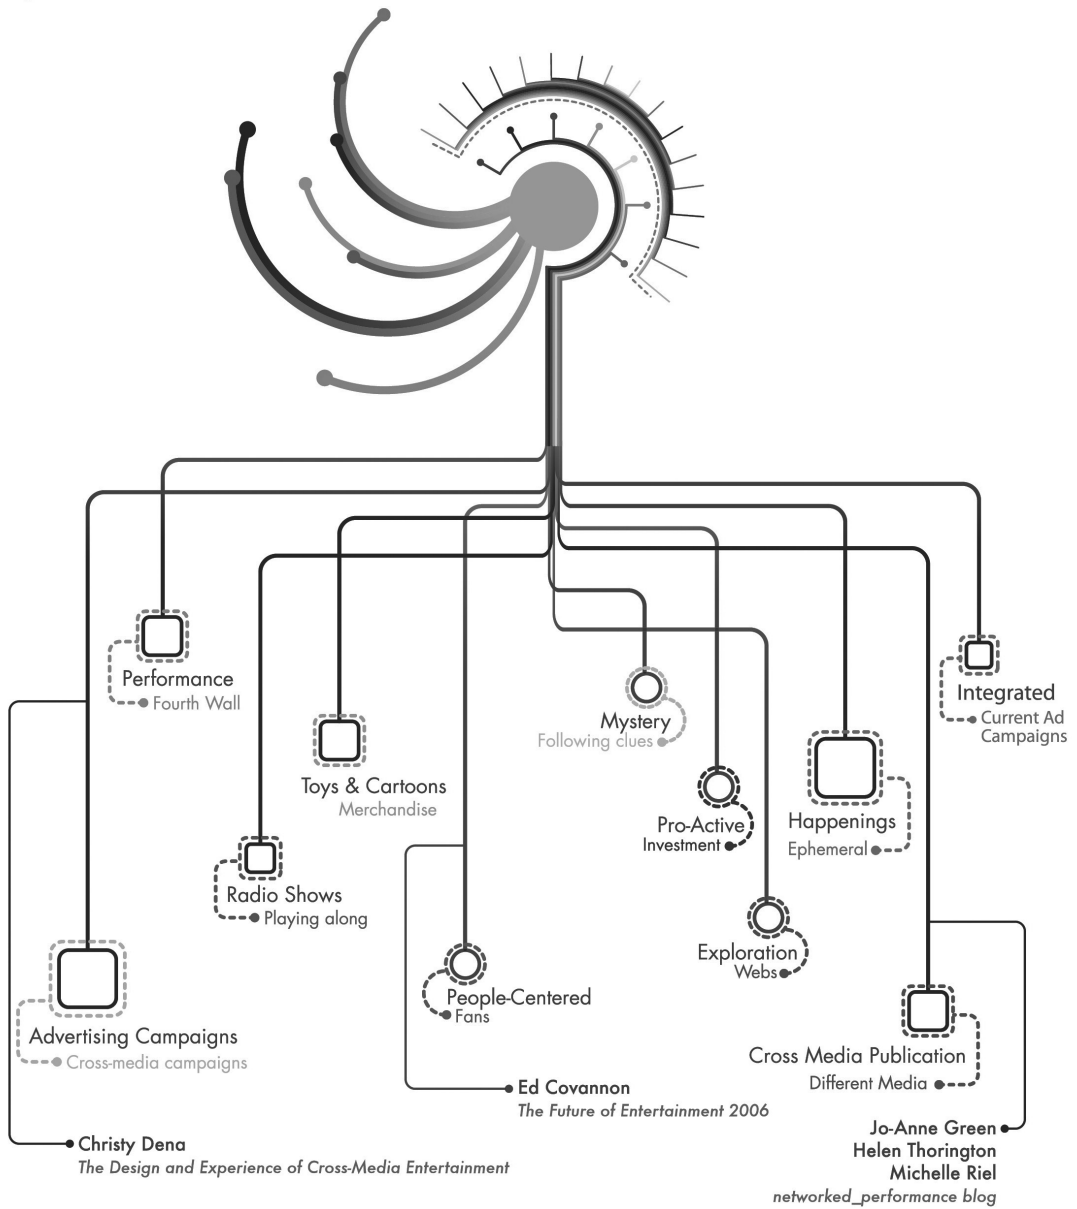 Performance
Fourth Wall
Integrated
Current Ad
Campaigns
Mystery
Following clues
Toys & Cartoons
Merchandise
Pro-Active
Investment
Happenings
Ephemeral
Radio Shows
Playing along
Exploration
Webs
People-Centered
Fans
Advertising Campaigns
Cross-media campaigns
Cross Media Publication
Different Media
Ed Covannon
The Future of Entertainment 2006
Christy Dena
The Design and Experience of Cross-Media Entertainment
Jo-Anne Green
Helen Thorington
Michelle Riel
networked_performance blog